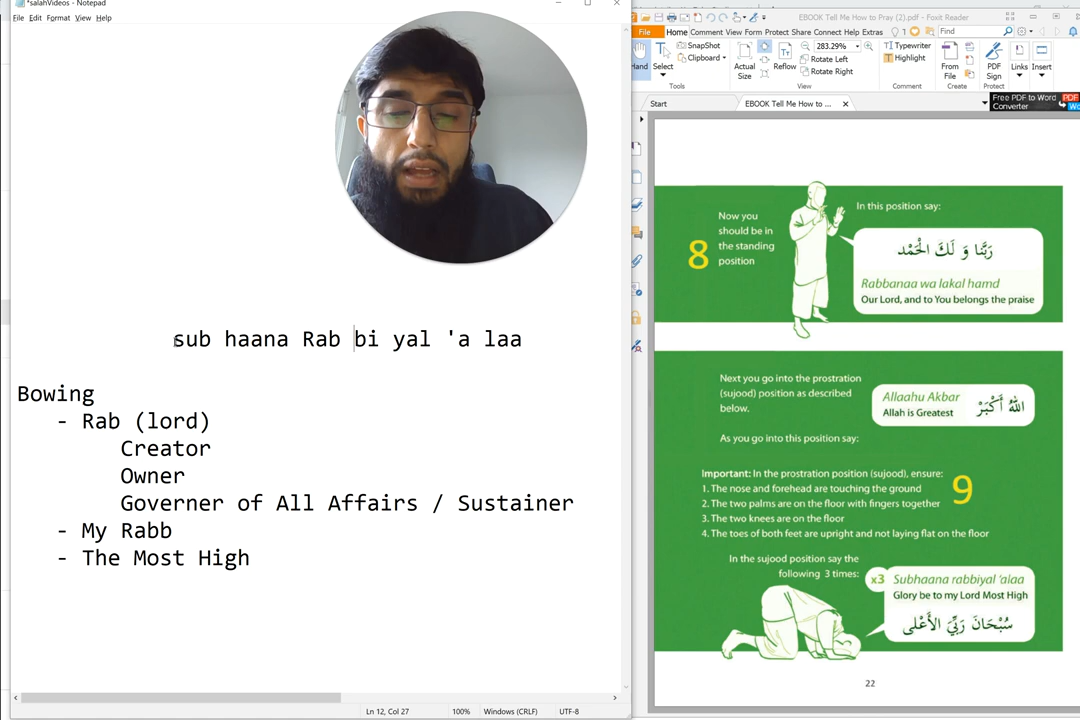 *salahVideos - Notepad
File Edit Format View Help
sub haana Rab bi yal 'a laa
Bowing
- Rab (lord)
Creator
Owner
Governer of All Affairs / Sustainer
- My Rabb
- The Most High
Ln 12, Col 27
100%
Windows (CRLF)
UTF-8
EBOOK Tell Me How to Pray (2).pdf - Foxit Reader
File Home Comment View Form Protect Share Connect Help Extras
Find
Hand
Select
SnapShot
Clipboard
Tools
Actual Size
Reflow
283.29%
Rotate Left
Rotate Right
View
Typewriter
Highlight
Comment
From File
Create
PDF Sign
Protect
Links
Insert
Start
EBOOK Tell Me How to ...
Free PDF to Word Converter
8
Now you
should be in
the standing
position
In this position say:
رَبَّنَا وَ لَكَ الْحَمْد
Rabbanaa wa lakal hamd
Our Lord, and to You belongs the praise
Next you go into the prostration
(sujood) position as described
below.
Allaahu Akbar
Allah is Greatest
اللهُ أَكْبَرْ
As you go into this position say:
Important: In the prostration position (sujood), ensure:
1. The nose and forehead are touching the ground
2. The two palms are on the floor with fingers together
3. The two knees are on the floor
4. The toes of both feet are upright and not laying flat on the floor
9
In the sujood position say the
following 3 times:
x3
Subhaana rabbiyal 'alaa
Glory be to my Lord Most High
سُبْحَانَ رَبِّيَ الأَعْلى
22